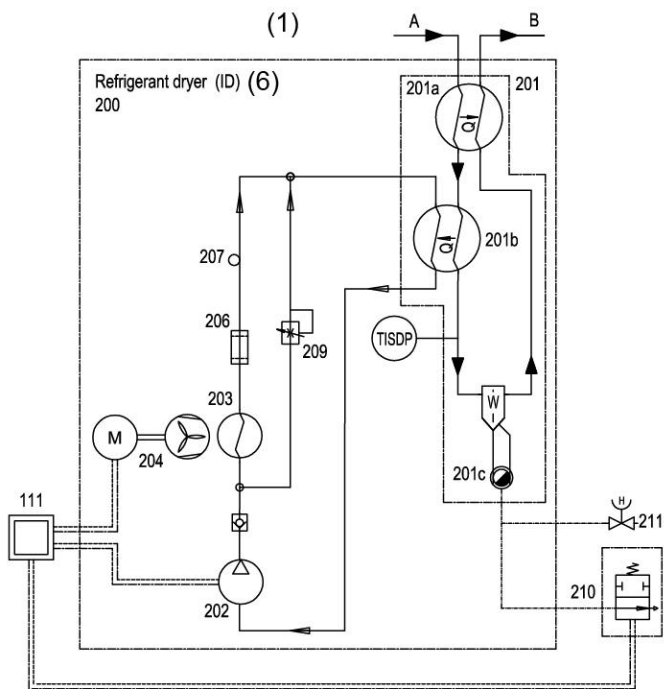 (1)
A
B
Refrigerant dryer (ID) (6)
200
201a
201
Q
Q
201b
207
206
209
TISDP
203
W
M
204
201c
111
H
211
202
210